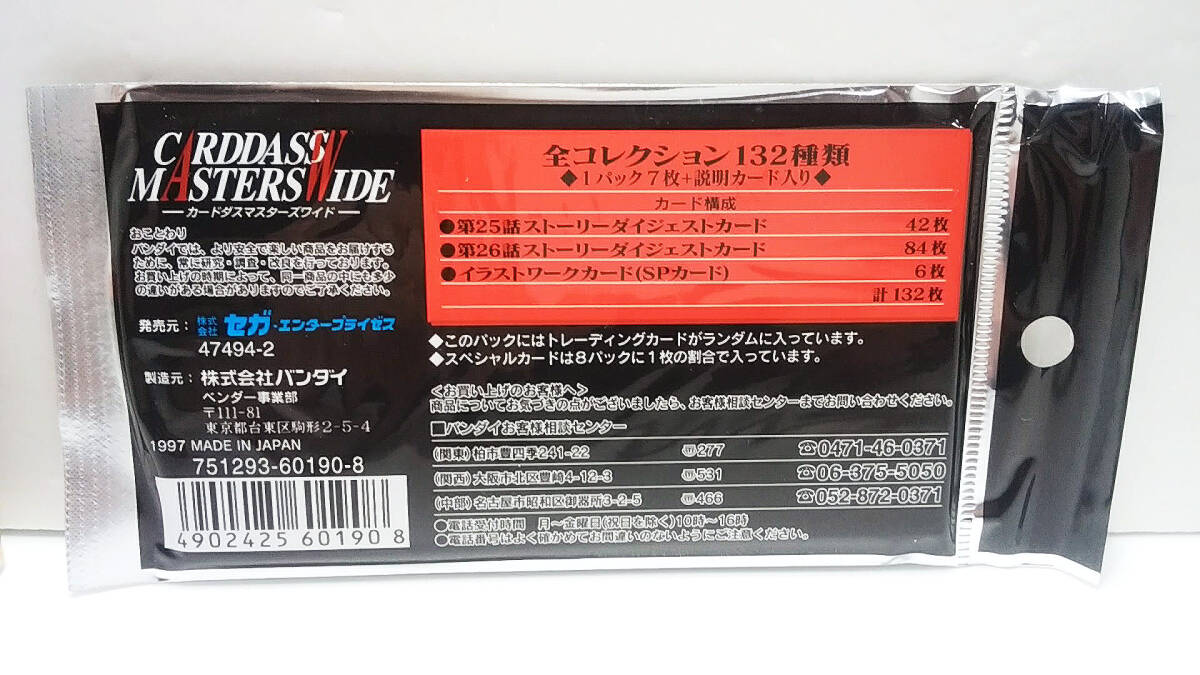 CARDDASS
MASTERS WIDE
カードダスマスターズワイド
おことわり
バンダイでは、より安全で楽しい商品をお届けする
ために、常に研究・調査・改良を行っております。
お買い上げの時期によって、同一商品の中にも多少
の違いがある場合がありますのでご了承ください。
発売元:株式会社 セガ・エンタープライゼス
47494-2
製造元:株式会社バンダイ
ベンダー事業部
〒111-81
東京都台東区駒形2-5-4
1997 MADE IN JAPAN
751293-60190-8
4902425601908
全コレクション132種類
◆1パック7枚+説明カード入り◆
カード構成
●第25話ストーリーダイジェストカード 42枚
●第26話ストーリーダイジェストカード 84枚
●イラストワークカード(SPカード) 6枚
計132枚
◆このパックにはトレーディングカードがランダムに入っています。
◆スペシャルカードは8パックに1枚の割合で入っています。
<お買い上げのお客様へ>
商品についてお気づきの点がございましたら、お客様相談センターまでお問い合わせください。
■バンダイお客様相談センター
(関東)柏市豊四季241-22 〒277 ☎0471-46-0371
(関西)大阪市北区豊崎4-12-3 〒531 ☎06-375-5050
(中部)名古屋市昭和区御器所3-2-5 〒466 ☎052-872-0371
●電話受付時間 月～金曜日(祝日を除く)10時～16時
●電話番号はよく確かめてお間違いのないようにご注意ください。